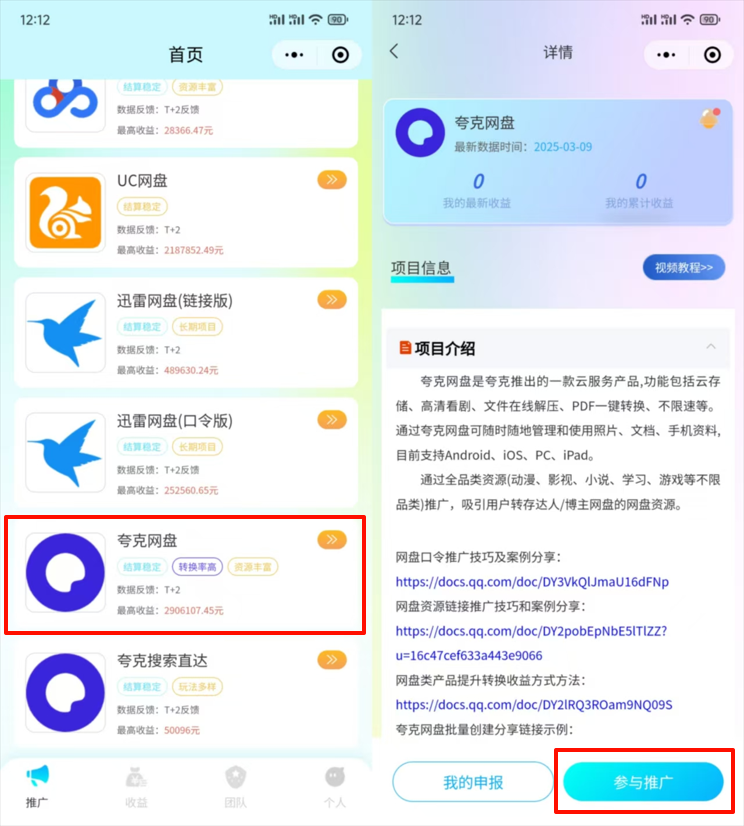 12:12
90
首页
结算稳定 资源丰富
数据反馈：T+2反馈
最高收益：28366.47元
UC网盘
结算稳定
数据反馈：T+2
最高收益：2187852.49元
迅雷网盘(链接版)
结算稳定 长期项目
数据反馈：T+2
最高收益：489630.24元
迅雷网盘(口令版)
结算稳定 长期项目
数据反馈：T+2反馈
最高收益：252560.65元
夸克网盘
结算稳定 转换率高 资源丰富
数据反馈：T+2
最高收益：2906107.45元
夸克搜索直达
结算稳定 玩法多样
数据反馈：T+2反馈
最高收益：50096元
推广 收益 团队 个人
12:12
90
详情
夸克网盘
最新数据时间：2025-03-09
0 0
我的最新收益 我的累计收益
项目信息 视频教程>>
项目介绍
夸克网盘是夸克推出的一款云服务产品,功能包括云存
储、高清看剧、文件在线解压、PDF一键转换、不限速等。
通过夸克网盘可随时随地管理和使用照片、文档、手机资料,
目前支持Android、iOS、PC、iPad。
通过全品类资源(动漫、影视、小说、学习、游戏等不限
品类)推广，吸引用户转存达人/博主网盘的网盘资源。
网盘口令推广技巧及案例分享：
https://docs.qq.com/doc/DY3VkQlJmaU16dFNp
网盘资源链接推广技巧和案例分享：
https://docs.qq.com/doc/DY2pobEpNbE5lTlZZ?
u=16c47cef633a443e9066
网盘类产品提升转换收益方式方法：
https://docs.qq.com/doc/DY2lRQ3ROam9NQ09S
夸克网盘批量创建分享链接示例：
我的申报 参与推广